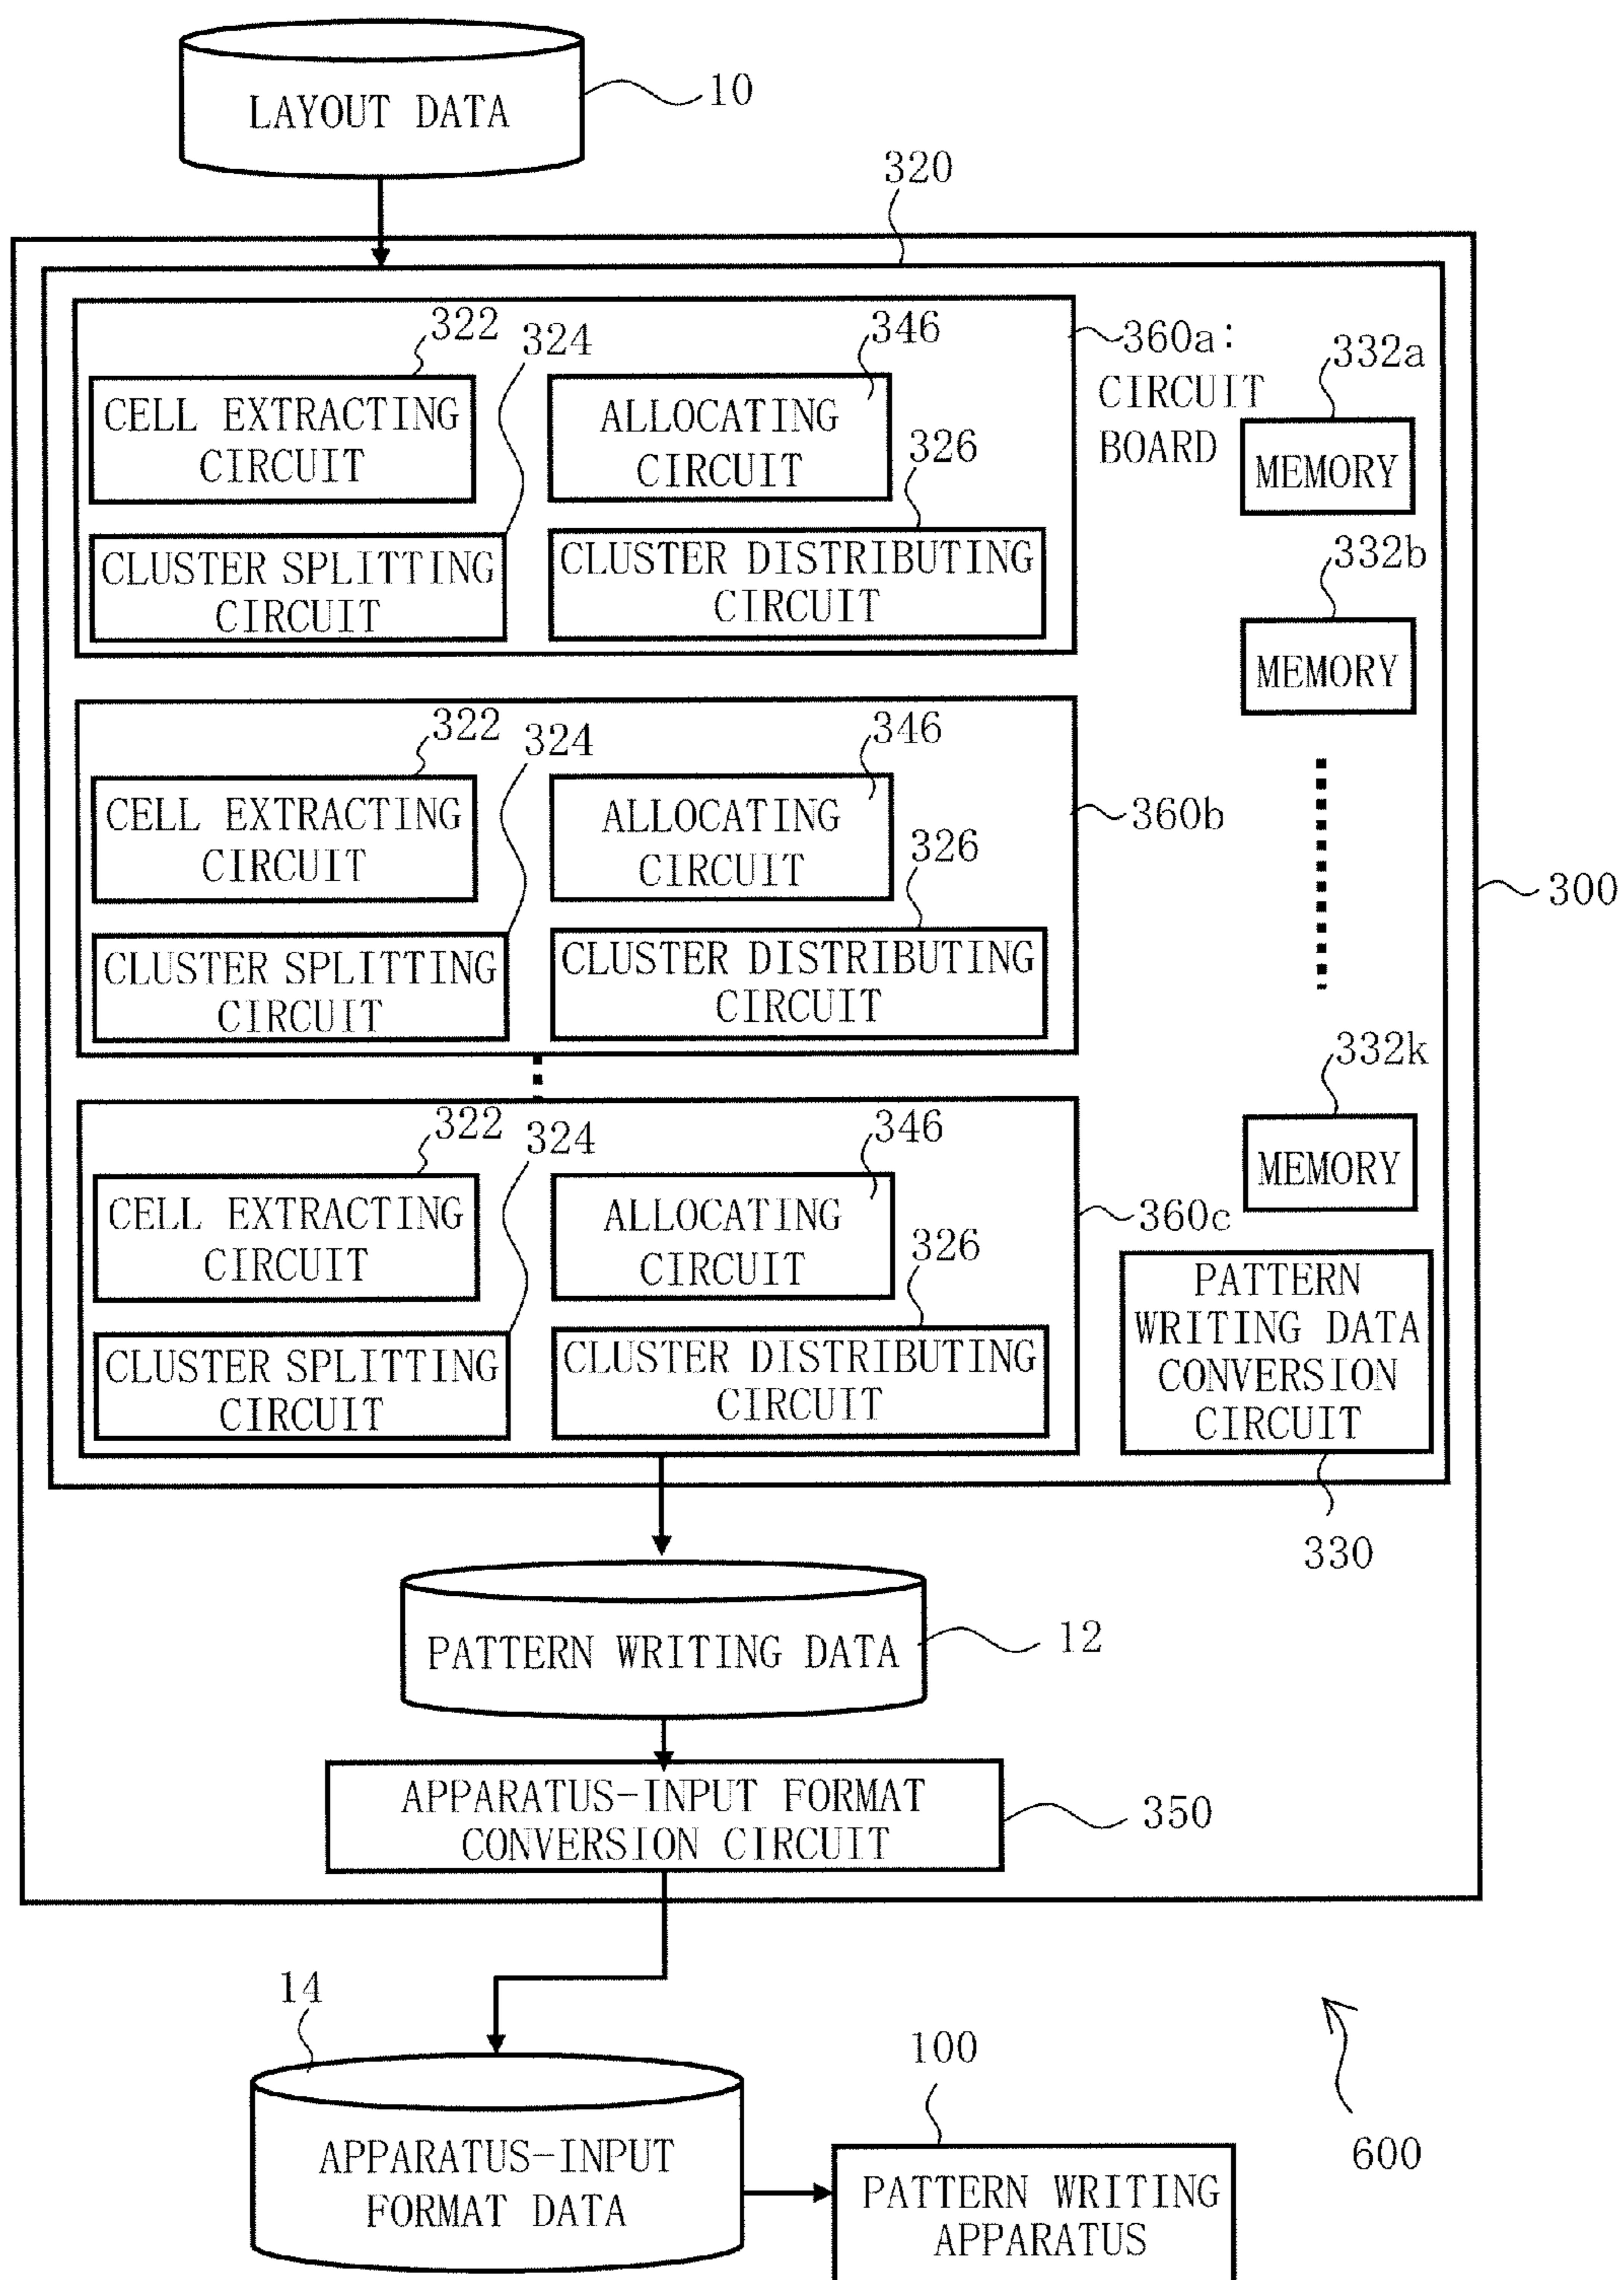 LAYOUT DATA
10
320
322
324
346
360a:
CIRCUIT
BOARD
332a
CELL EXTRACTING
CIRCUIT
ALLOCATING
CIRCUIT
326
MEMORY
CLUSTER SPLITTING
CIRCUIT
CLUSTER DISTRIBUTING
CIRCUIT
332b
MEMORY
322
324
346
360b
CELL EXTRACTING
CIRCUIT
ALLOCATING
CIRCUIT
326
300
CLUSTER SPLITTING
CIRCUIT
CLUSTER DISTRIBUTING
CIRCUIT
332k
MEMORY
322
324
346
360c
CELL EXTRACTING
CIRCUIT
ALLOCATING
CIRCUIT
326
CLUSTER SPLITTING
CIRCUIT
CLUSTER DISTRIBUTING
CIRCUIT
PATTERN
WRITING DATA
CONVERSION
CIRCUIT
330
PATTERN WRITING DATA
12
APPARATUS-INPUT FORMAT
CONVERSION CIRCUIT
350
14
APPARATUS-INPUT
FORMAT DATA
100
PATTERN WRITING
APPARATUS
600